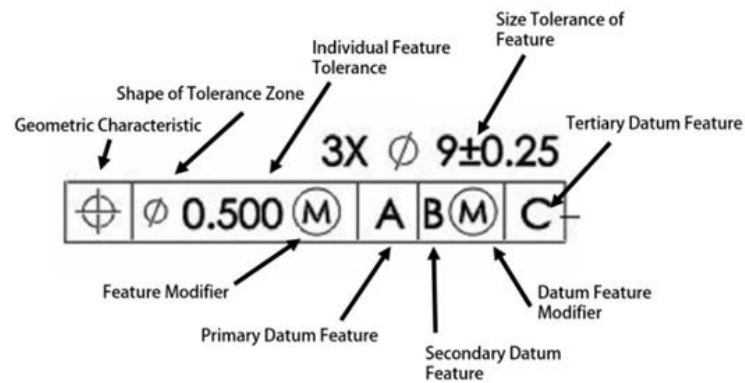 Size Tolerance of
Feature
Individual Feature
Tolerance
Shape of Tolerance Zone
Geometric Characteristic
Tertiary Datum Feature
3X ∅ 9±0.25
⌖ ∅ 0.500 Ⓜ A B Ⓜ C
Feature Modifier
Datum Feature
Modifier
Primary Datum Feature
Secondary Datum
Feature